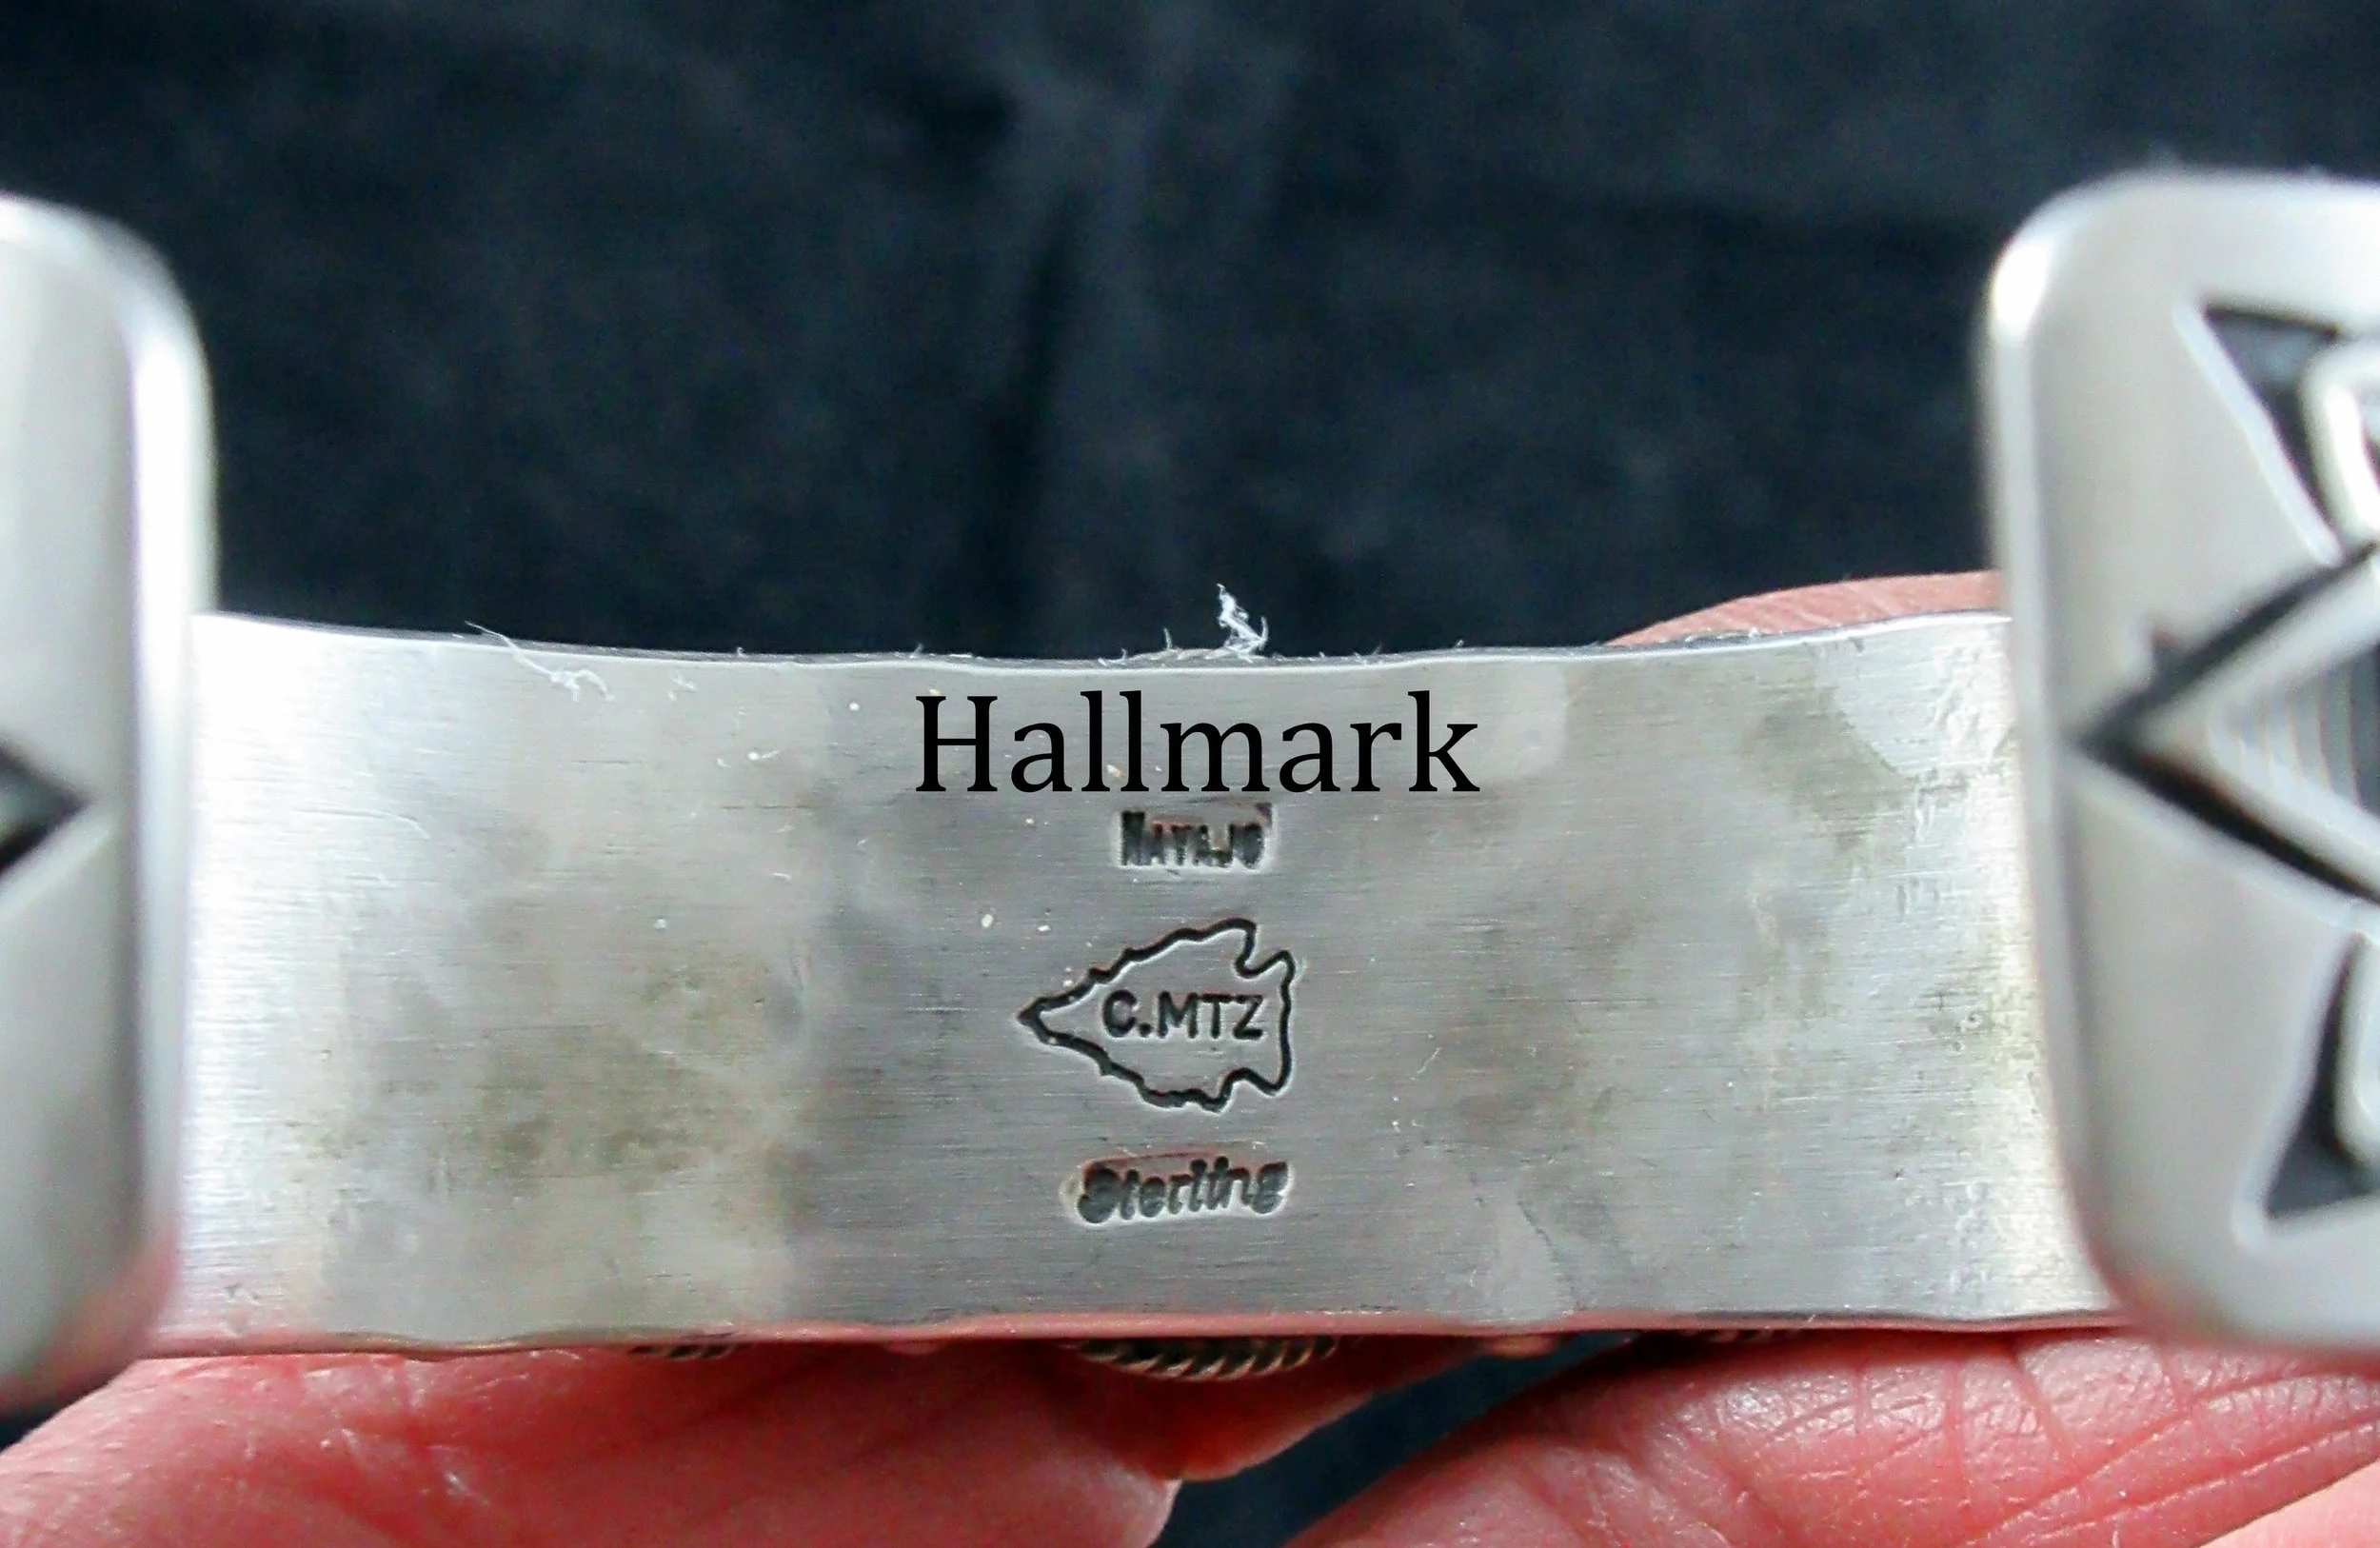 Hallmark
NAVAJO
C.MTZ
Sterling